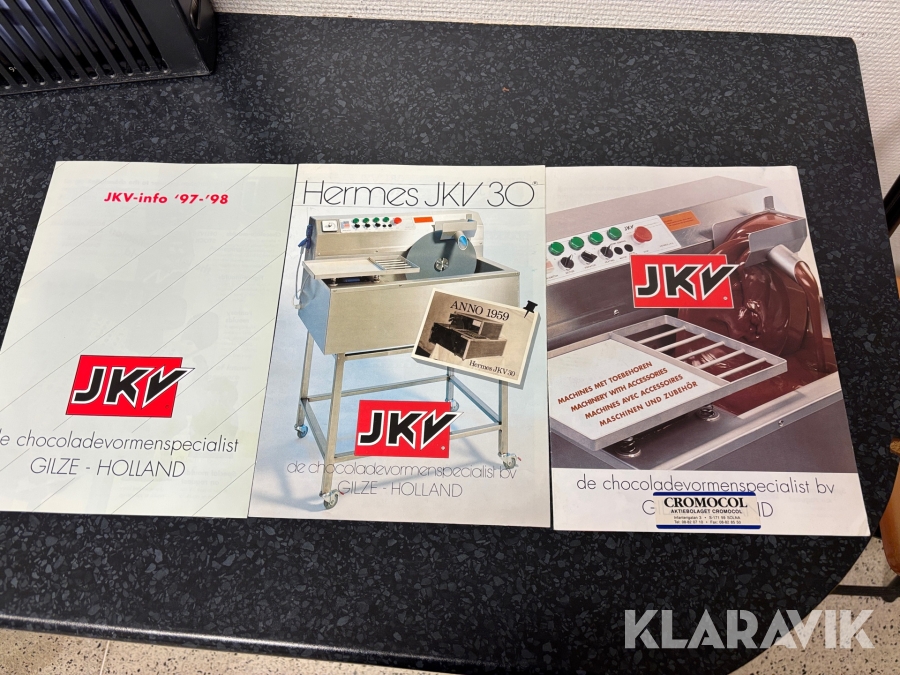 JKV-info '97-'98
JKV
de chocoladevormenspecialist
GILZE - HOLLAND
Hermes JKV 30
ANNO 1959
Hermes JKV 30
JKV
de chocoladevormenspecialist bv
GILZE - HOLLAND
JKV
JKV
MACHINES MET TOEBEHOREN
MACHINERY WITH ACCESSORIES
MACHINES AVEC ACCESSOIRES
MASCHINEN UND ZUBEHÖR
de chocoladevormenspecialist bv
CROMOCOL
AKTIEBOLAGET CROMOCOL
KLARAVIK